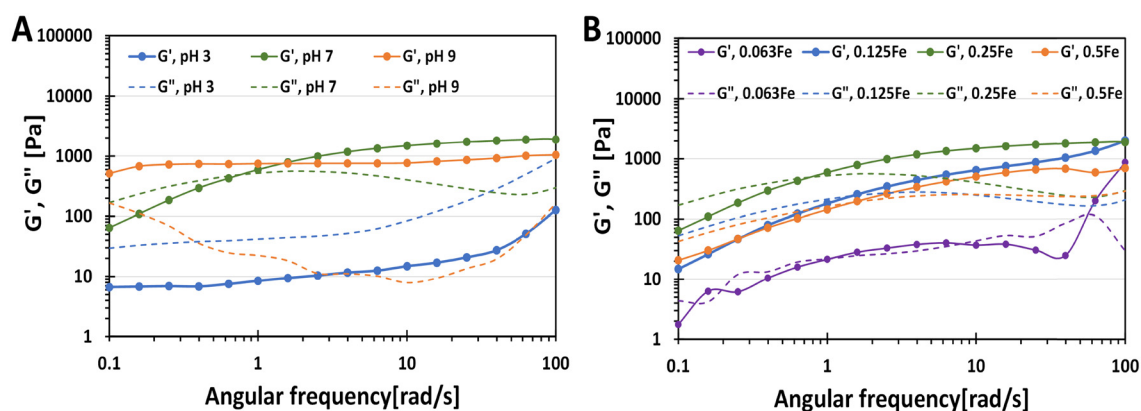 A
G', G" [Pa]
100000
10000
1000
100
10
1
G', pH 3 G', pH 7 G', pH 9
G", pH 3 G", pH 7 G", pH 9
0.1 1 10 100
Angular frequency[rad/s]
B
G', G" [Pa]
100000
10000
1000
100
10
1
G', 0.063Fe G', 0.125Fe G', 0.25Fe G', 0.5Fe
G", 0.063Fe G", 0.125Fe G", 0.25Fe G", 0.5Fe
0.1 1 10 100
Angular frequency[rad/s]